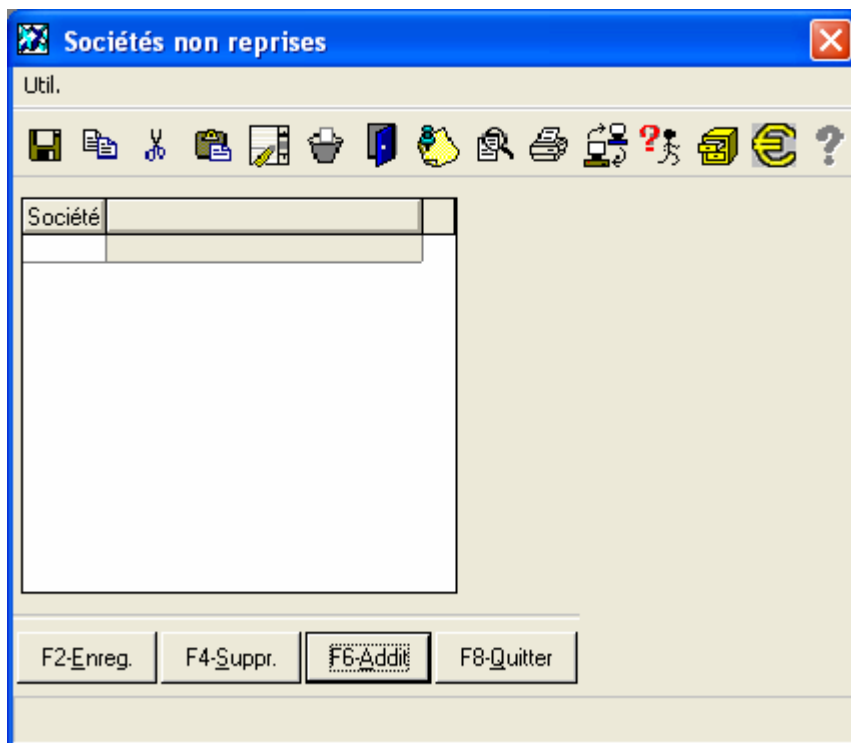 Sociétés non reprises
Util.
Société
F2-Enreg. F4-Suppr. F6-Addit F8-Quitter